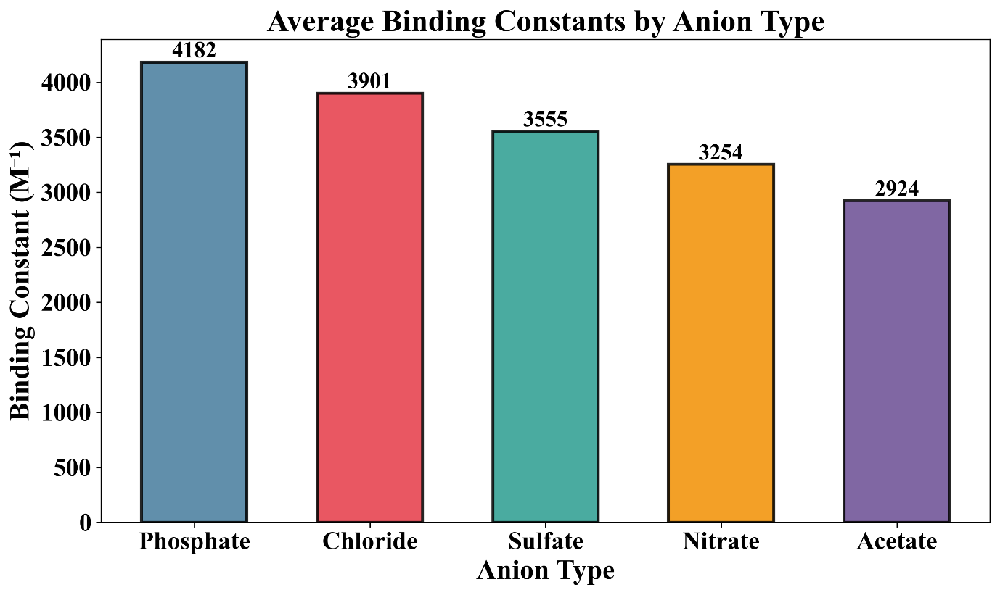 Average Binding Constants by Anion Type
Binding Constant (M⁻¹)
4000
3500
3000
2500
2000
1500
1000
500
0
4182
3901
3555
3254
2924
Phosphate
Chloride
Sulfate
Nitrate
Acetate
Anion Type